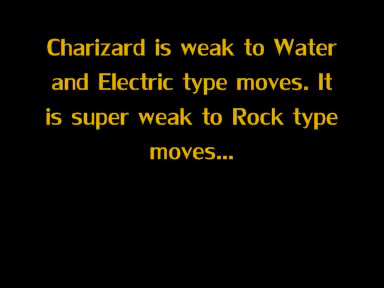 Charizard is weak to Water
and Electric type moves. It
is super weak to Rock type
moves...